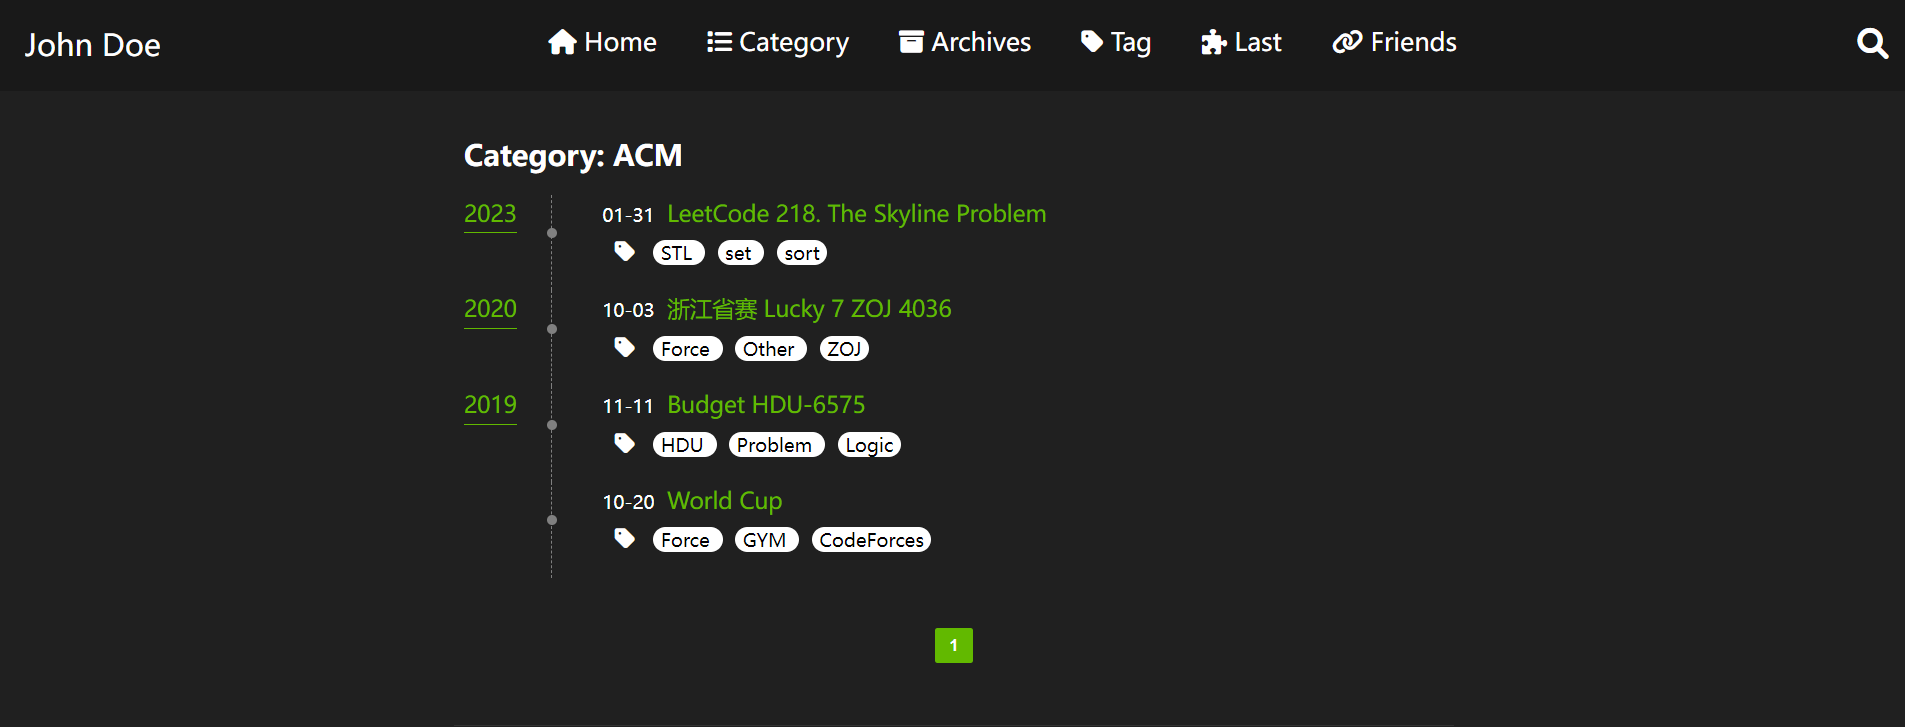 John Doe Home Category Archives Tag Last Friends
Category: ACM
2023 01-31 LeetCode 218. The Skyline Problem
STL set sort
2020 10-03 浙江省赛 Lucky 7 ZOJ 4036
Force Other ZOJ
2019 11-11 Budget HDU-6575
HDU Problem Logic
10-20 World Cup
Force GYM CodeForces
1